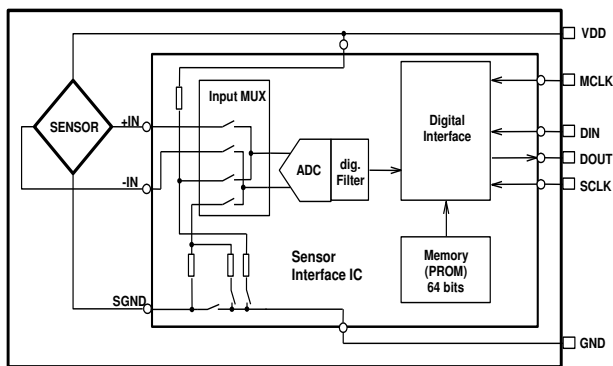 VDD
MCLK
Input MUX
+IN
SENSOR
Digital
Interface
DIN
ADC
dig.
Filter
DOUT
-IN
SCLK
Sensor
Interface IC
Memory
(PROM)
64 bits
SGND
GND